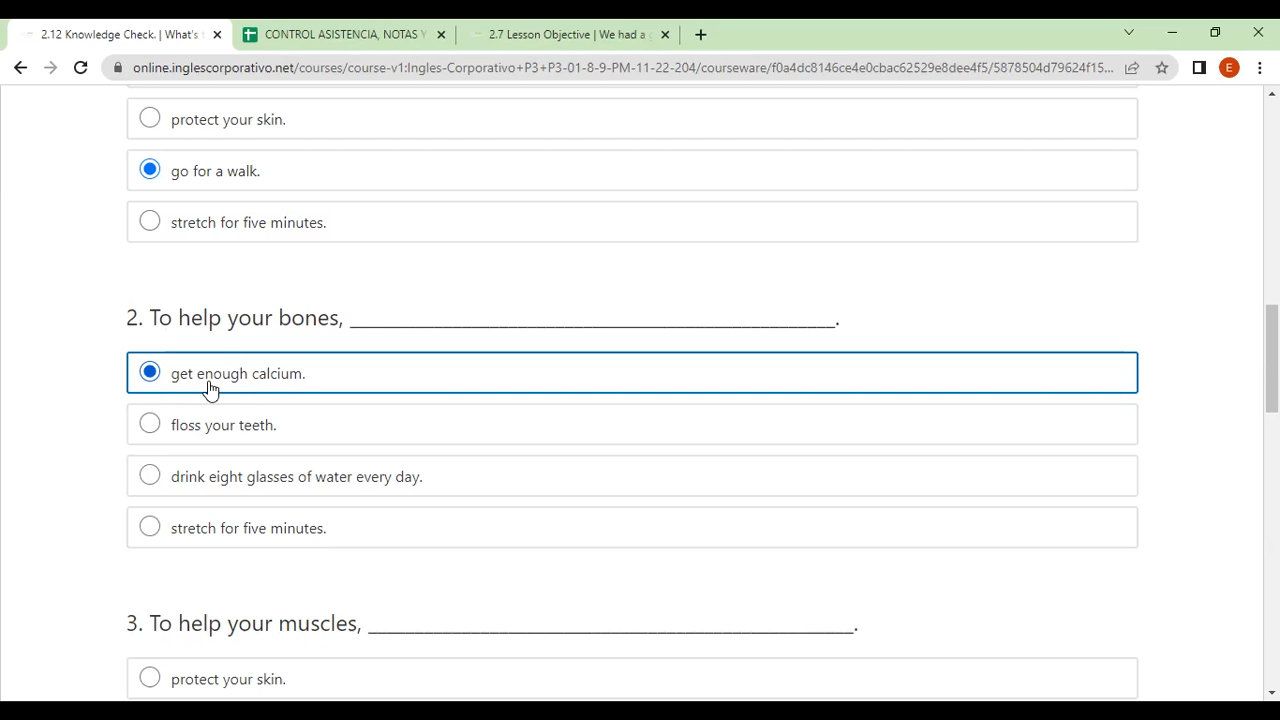 2.12 Knowledge Check. | What's
CONTROL ASISTENCIA, NOTAS Y
2.7 Lesson Objective | We had a
online.inglescorporativo.net/courses/course-v1:Ingles-Corporativo+P3+P3-01-8-9-PM-11-22-204/courseware/f0a4dc8146ce4e0cbac62529e8dee4f5/5878504d79624f15...
E
protect your skin.
go for a walk.
stretch for five minutes.
2. To help your bones, ______________________________________________.
get enough calcium.
floss your teeth.
drink eight glasses of water every day.
stretch for five minutes.
3. To help your muscles, ______________________________________________.
protect your skin.